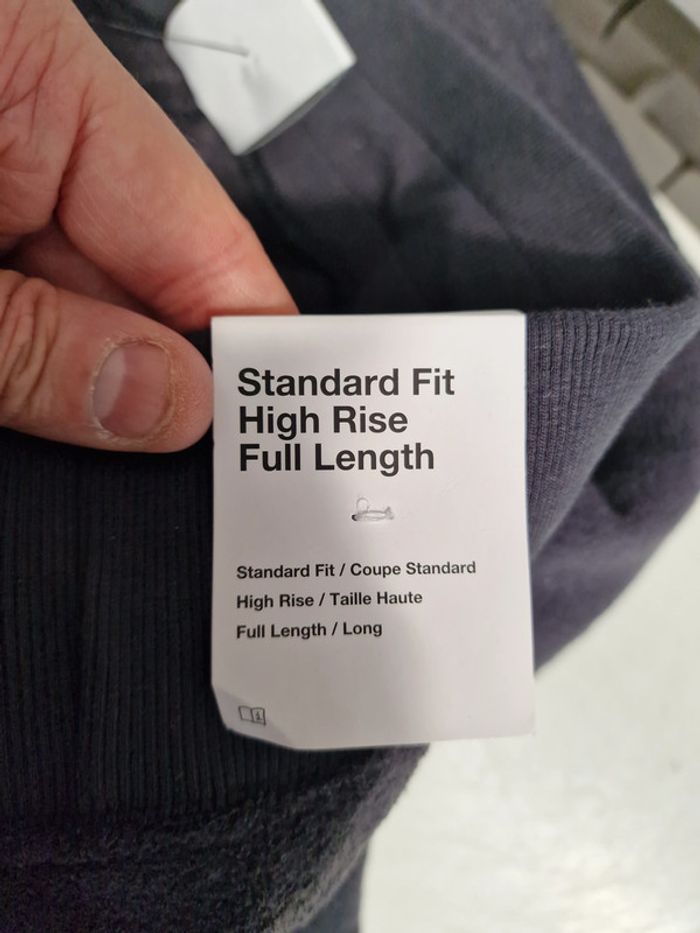 Standard Fit
High Rise
Full Length
Standard Fit / Coupe Standard
High Rise / Taille Haute
Full Length / Long